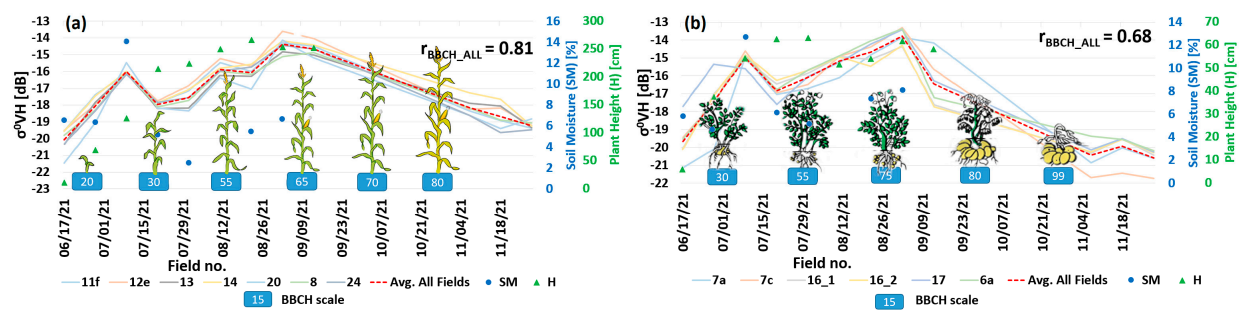 (a)
r BBCH_ALL = 0.81
σ⁰VH [dB]
-13
-14
-15
-16
-17
-18
-19
-20
-21
-22
-23
16
14
12
10
8
6
4
2
0
Soil Moisture (SM) [%]
300
250
200
150
100
50
0
Plant Height (H) [cm]
20 30 55 65 70 80
06/17/21 07/01/21 07/15/21 07/29/21 08/12/21 08/26/21 09/09/21 09/23/21 10/07/21 10/21/21 11/04/21 11/18/21
Field no.
11f 12e 13 14 20 8 24 Avg. All Fields SM H
15 BBCH scale
(b)
r BBCH_ALL = 0.68
σ⁰VH [dB]
-13
-14
-15
-16
-17
-18
-19
-20
-21
-22
14
12
10
8
6
4
2
0
Soil Moisture (SM) [%]
70
60
50
40
30
20
10
0
Plant Height (H) [cm]
30 55 75 80 99
06/17/21 07/01/21 07/15/21 07/29/21 08/12/21 08/26/21 09/09/21 09/23/21 10/07/21 10/21/21 11/04/21 11/18/21
Field no.
7a 7c 16_1 16_2 17 6a Avg. All Fields SM H
15 BBCH scale